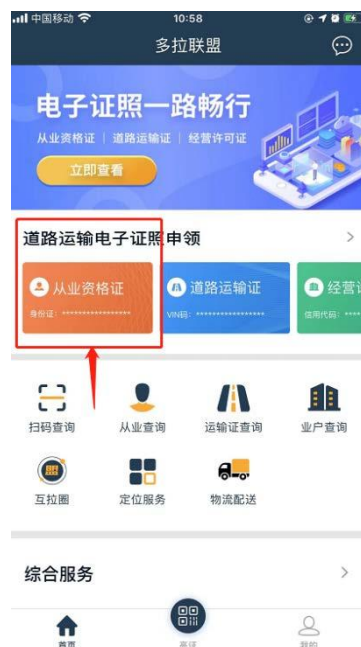 中国移动 10:58
多拉联盟
电子证照一路畅行
从业资格证 | 道路运输证 | 经营许可证
立即查看
道路运输电子证照申领
从业资格证 道路运输证 经营许
身份证: ***************** VIN码: ***************** 信用代码: ****
扫码查询 从业查询 运输证查询 业户查询
互拉圈 定位服务 物流配送
综合服务
首页 亮证 我的